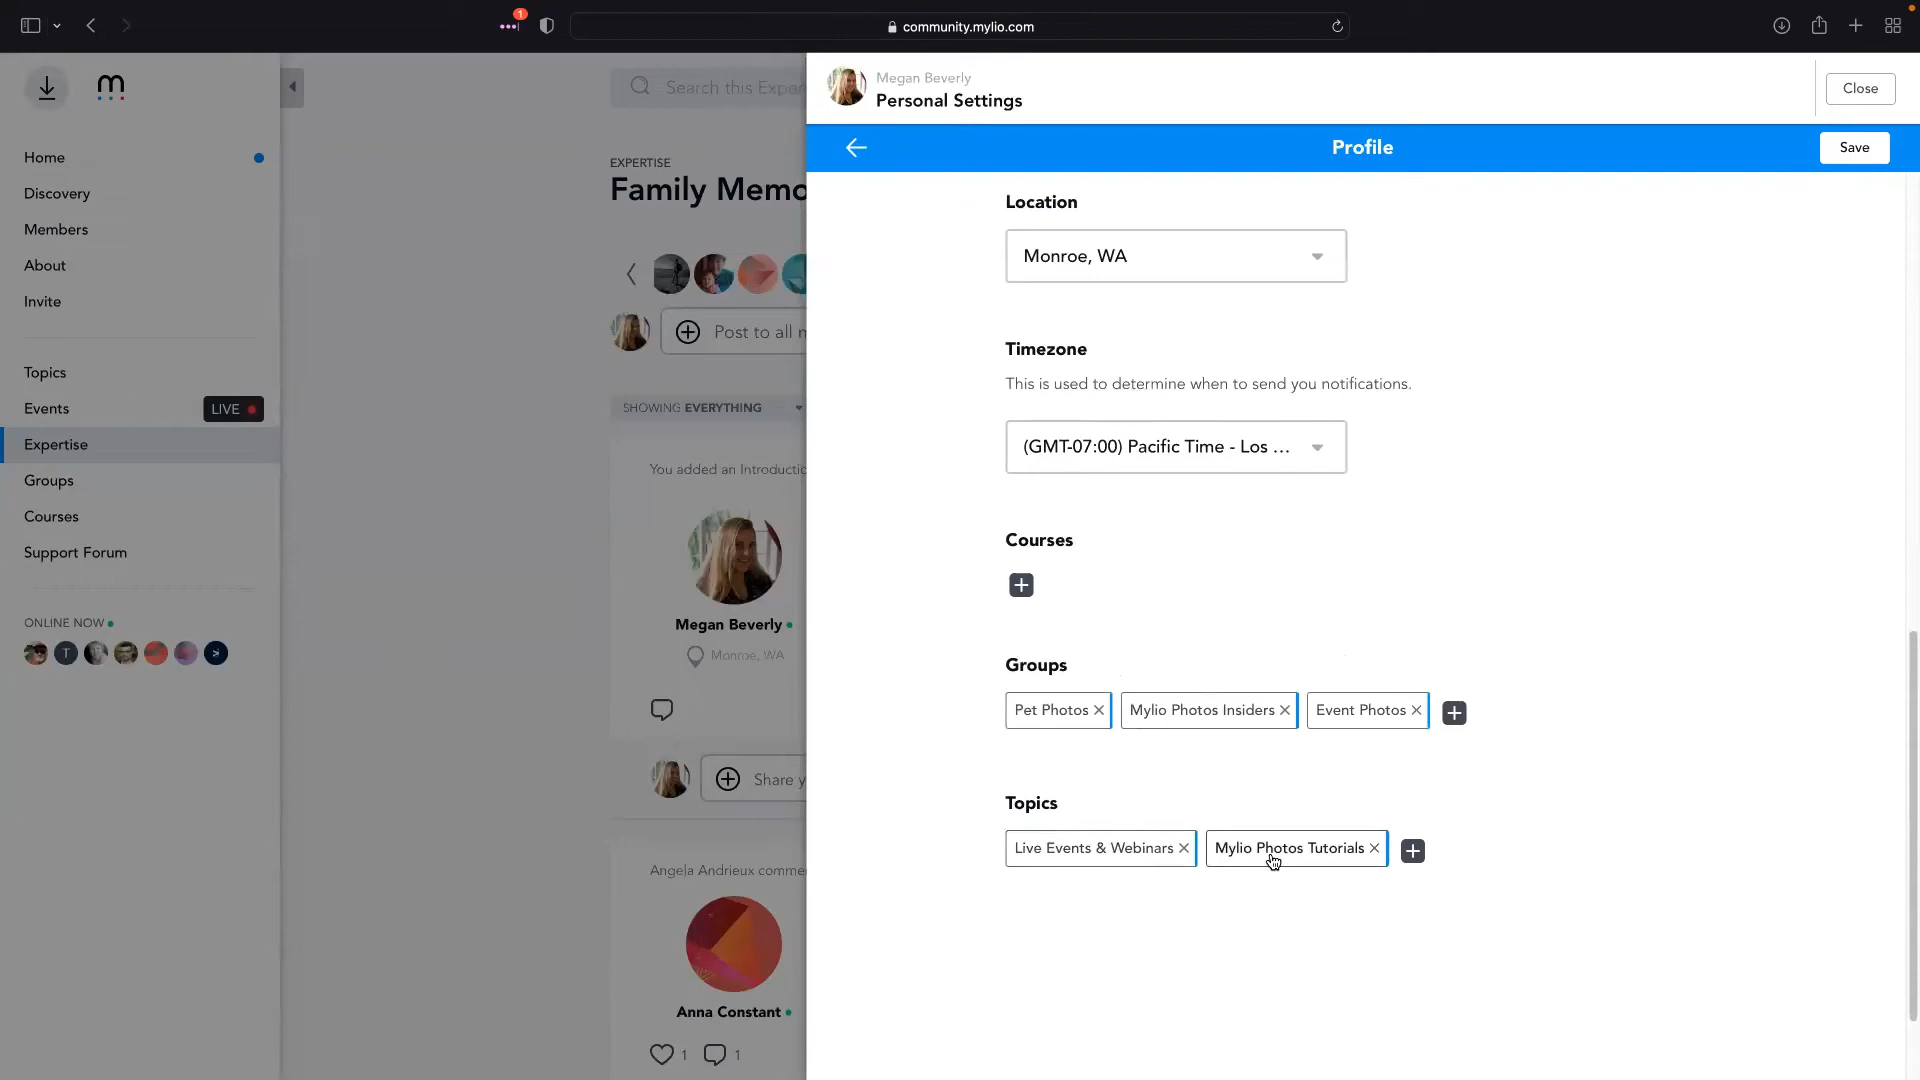 1
community.mylio.com
m
Home
Discovery
Members
About
Invite
Topics
Events
LIVE
Expertise
Groups
Courses
Support Forum
ONLINE NOW
T
Search this Exper
EXPERTISE
Family Memo
Post to all m
SHOWING EVERYTHING
You added an Introductio
Megan Beverly
Monroe, WA
Share y
Angela Andrieux comme
Anna Constant
1
1
Megan Beverly
Personal Settings
Close
Profile
Save
Location
Monroe, WA
Timezone
This is used to determine when to send you notifications.
(GMT-07:00) Pacific Time - Los ...
Courses
Groups
Pet Photos
Mylio Photos Insiders
Event Photos
Topics
Live Events & Webinars
Mylio Photos Tutorials